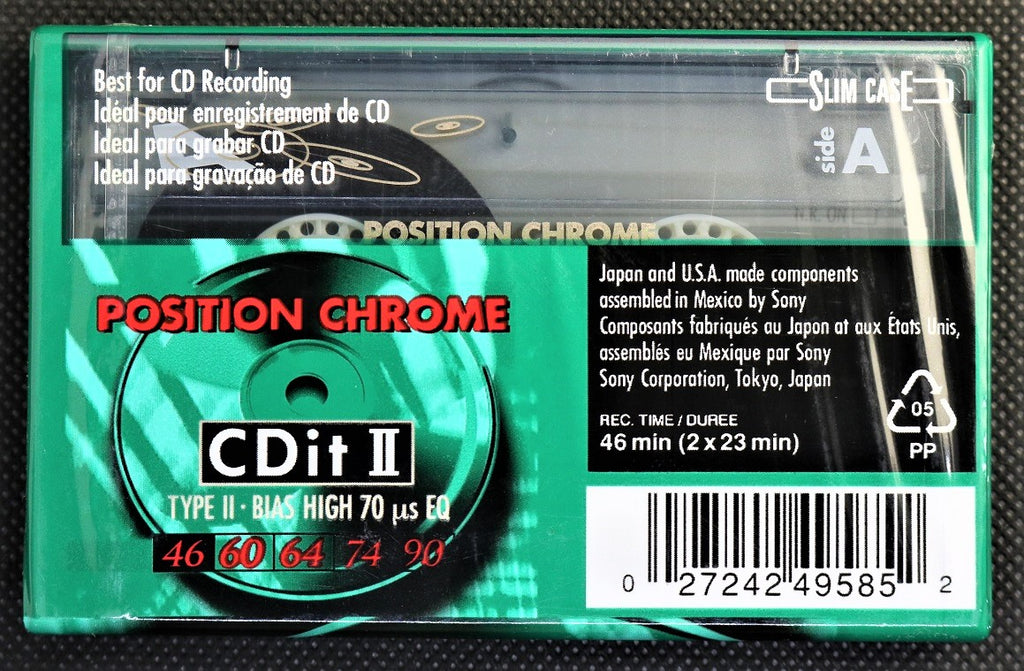 Best for CD Recording
Idéal pour enregistrement de CD
Ideal para grabar CD
Ideal para gravação de CD
SLIM CASE
side A
POSITION CHROME
POSITION CHROME
CDit II
TYPE II · BIAS HIGH 70 µs EQ
46 60 64 74 90
Japan and U.S.A. made components
assembled in Mexico by Sony
Composants fabriqués au Japon at aux États Unis,
assemblés eu Mexique par Sony
Sony Corporation, Tokyo, Japan
REC. TIME / DUREE
46 min (2 x 23 min)
05
PP
0 27242 49585 2